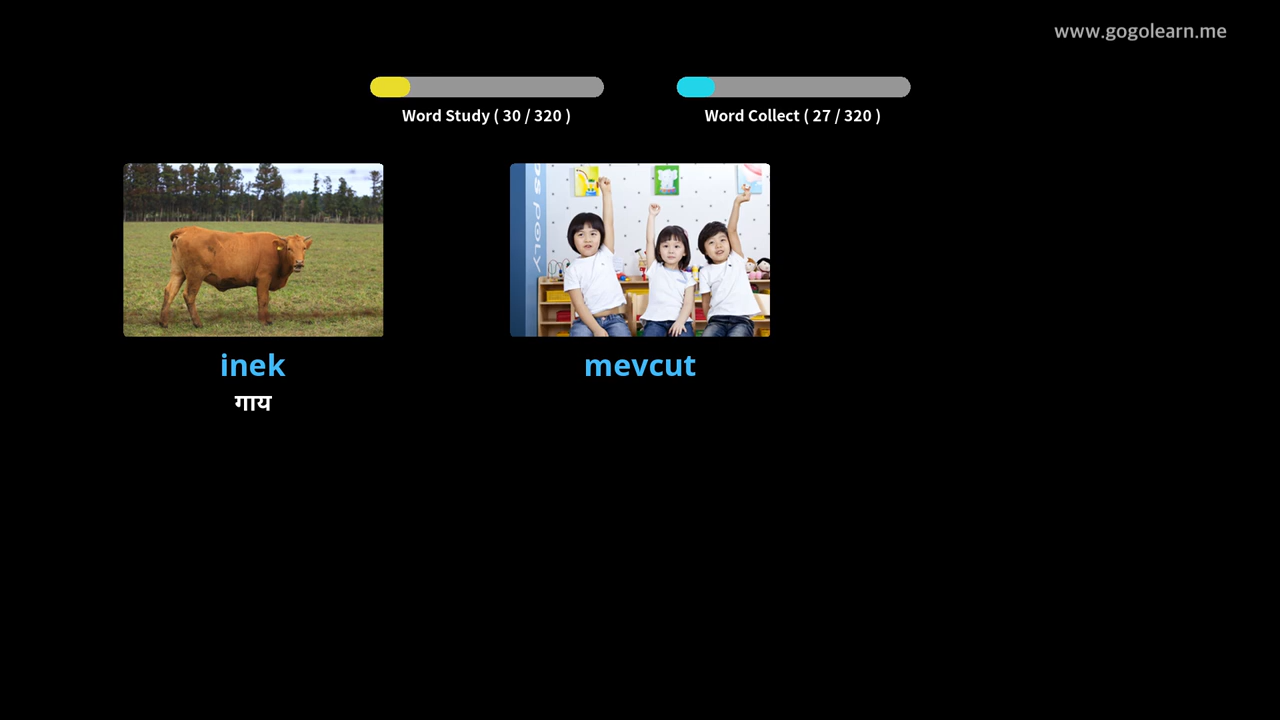 www.gogolearn.me
Word Study ( 30 / 320 )
Word Collect ( 27 / 320 )
inek
गाय
mevcut